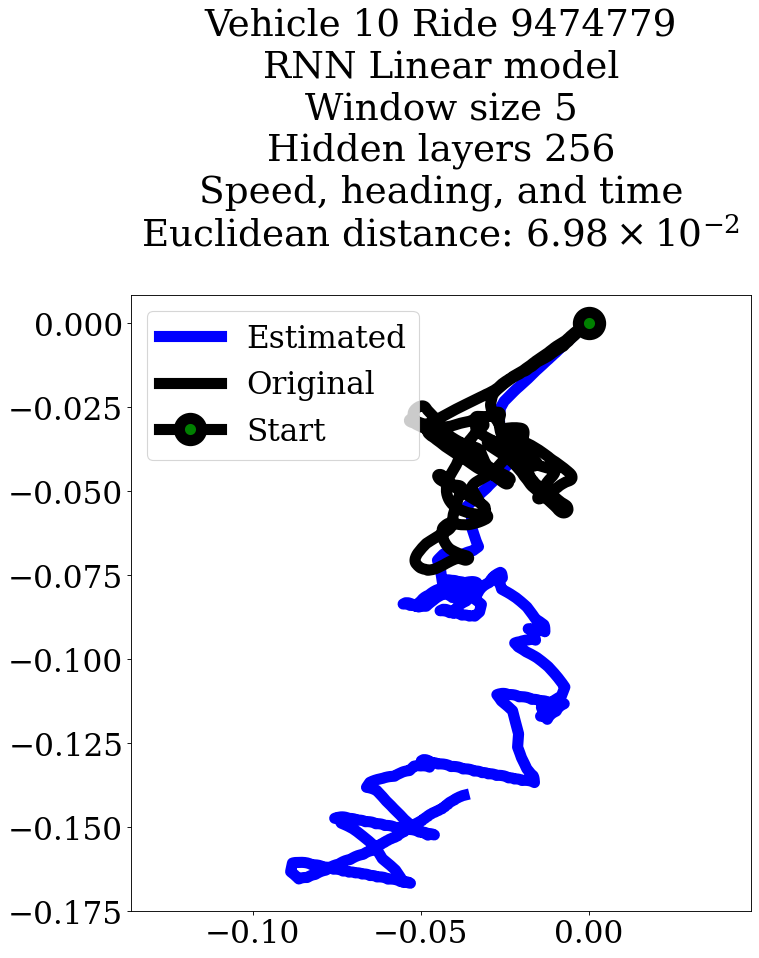 Vehicle 10 Ride 9474779
RNN Linear model
Window size 5
Hidden layers 256
Speed, heading, and time
Euclidean distance: 6.98 × 10⁻²
Estimated
Original
Start
0.000
−0.025
−0.050
−0.075
−0.100
−0.125
−0.150
−0.175
−0.10
−0.05
0.00